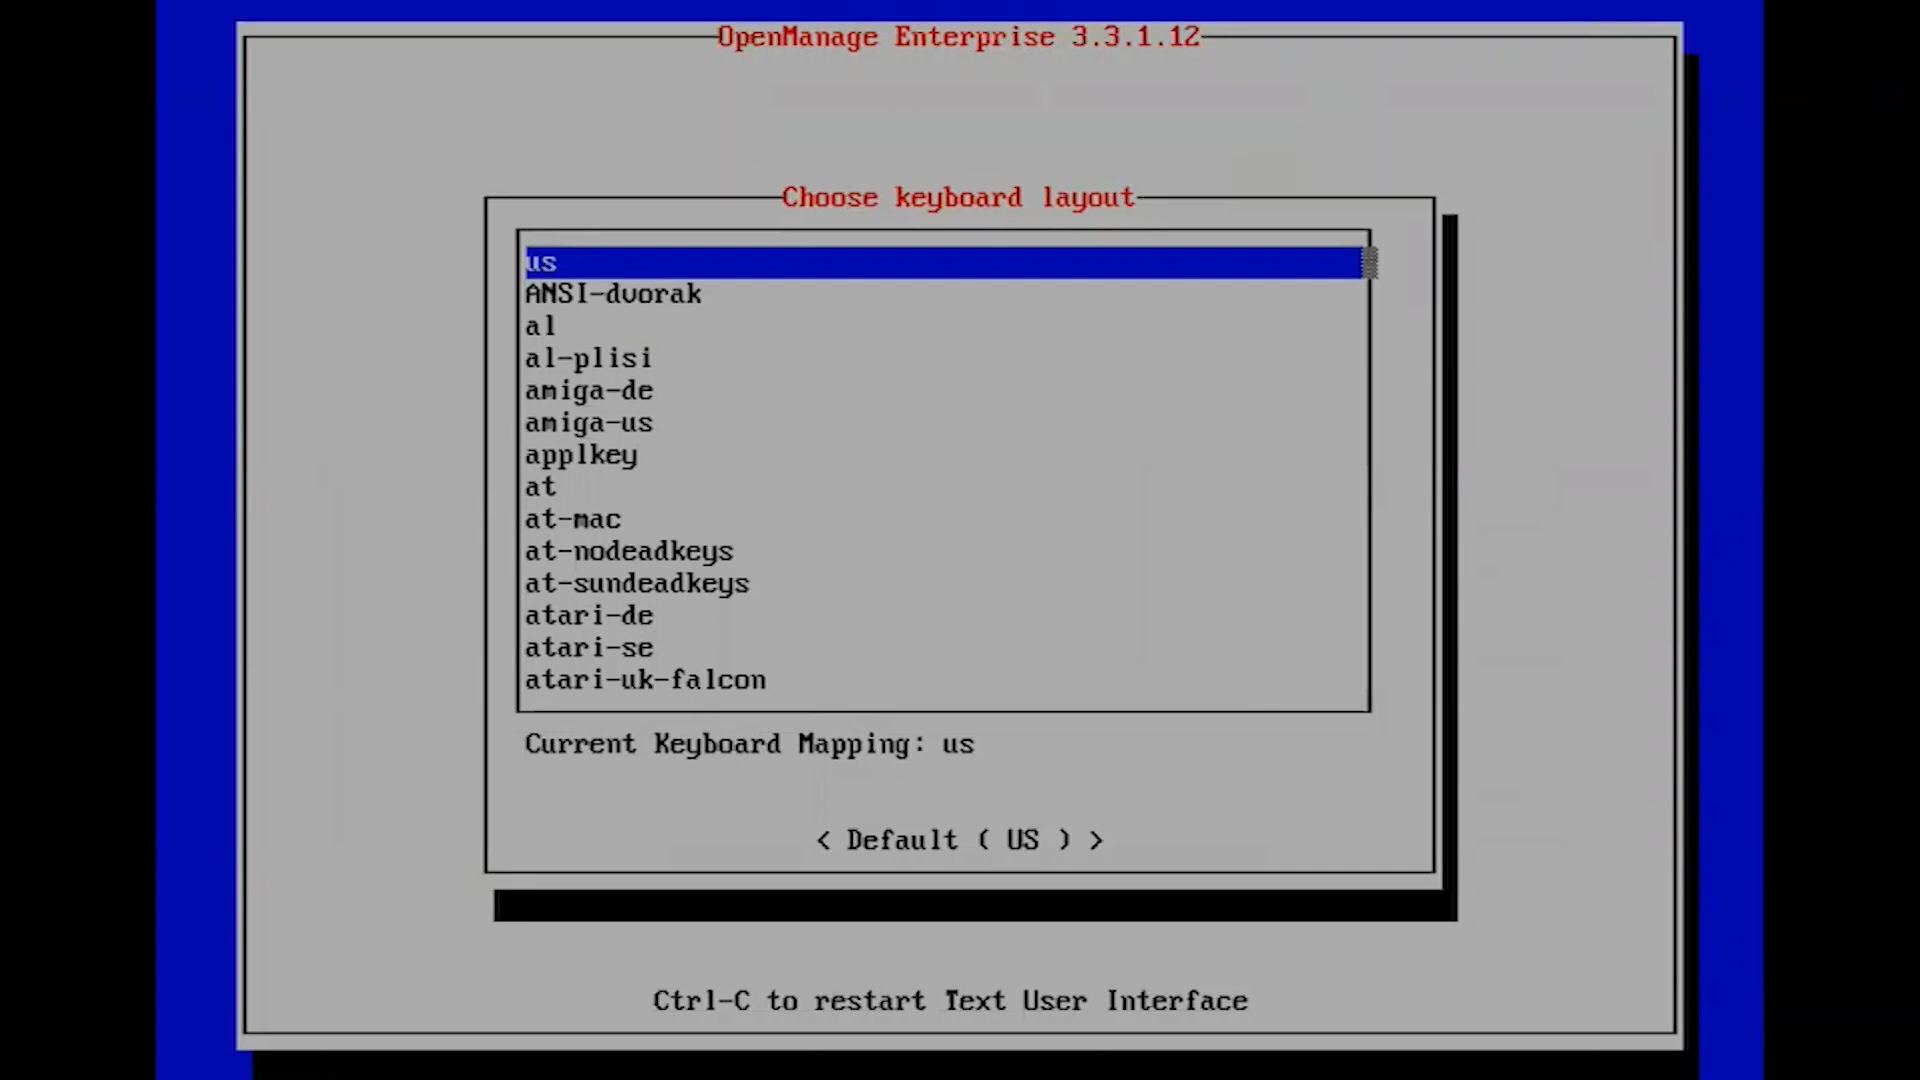 OpenManage Enterprise 3.3.1.12
Choose keyboard layout
us
ANSI-dvorak
al
al-plisi
amiga-de
amiga-us
applkey
at
at-mac
at-nodeadkeys
at-sundeadkeys
atari-de
atari-se
atari-uk-falcon
Current Keyboard Mapping: us
< Default ( US ) >
Ctrl-C to restart Text User Interface